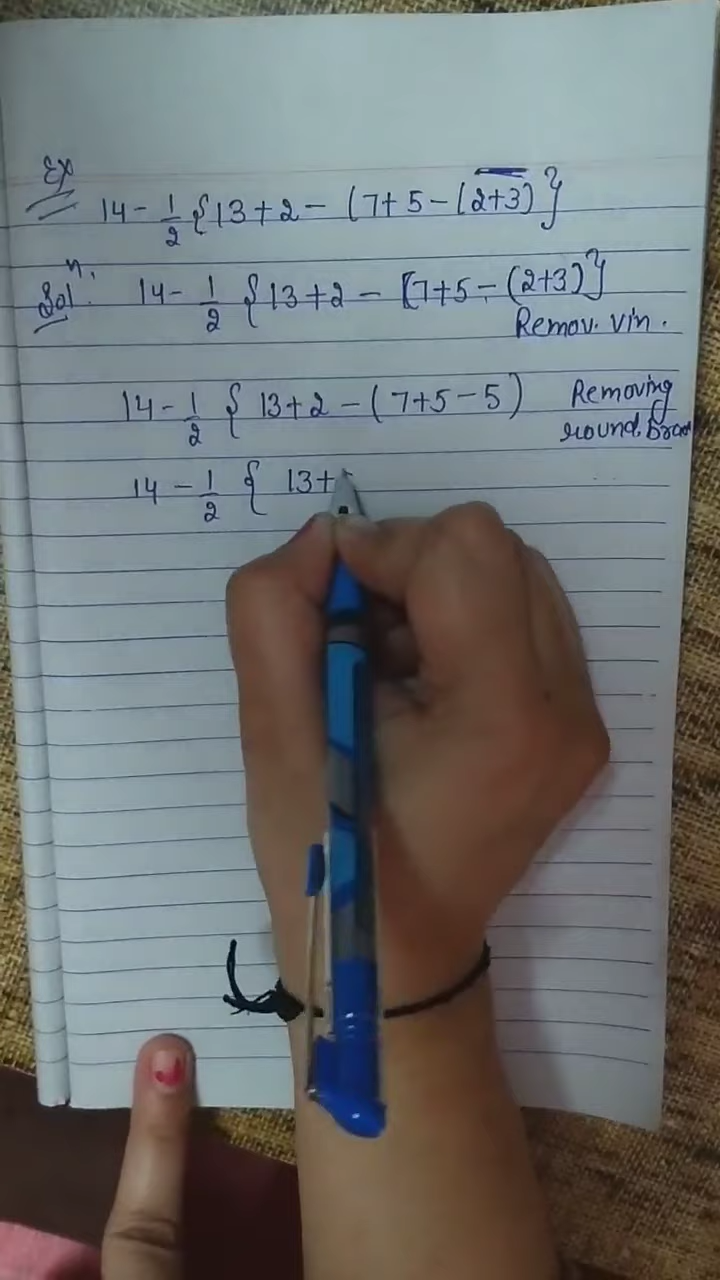 Ex
14 - 1/2 { 13 + 2 - (7 + 5 - (2+3) }
Solⁿ. 14 - 1/2 { 13 + 2 - [7+5 - (2+3) }
Remov. Vin.
14 - 1/2 { 13+2 - ( 7+5-5) Removing
round. Brac
14 - 1/2 { 13+